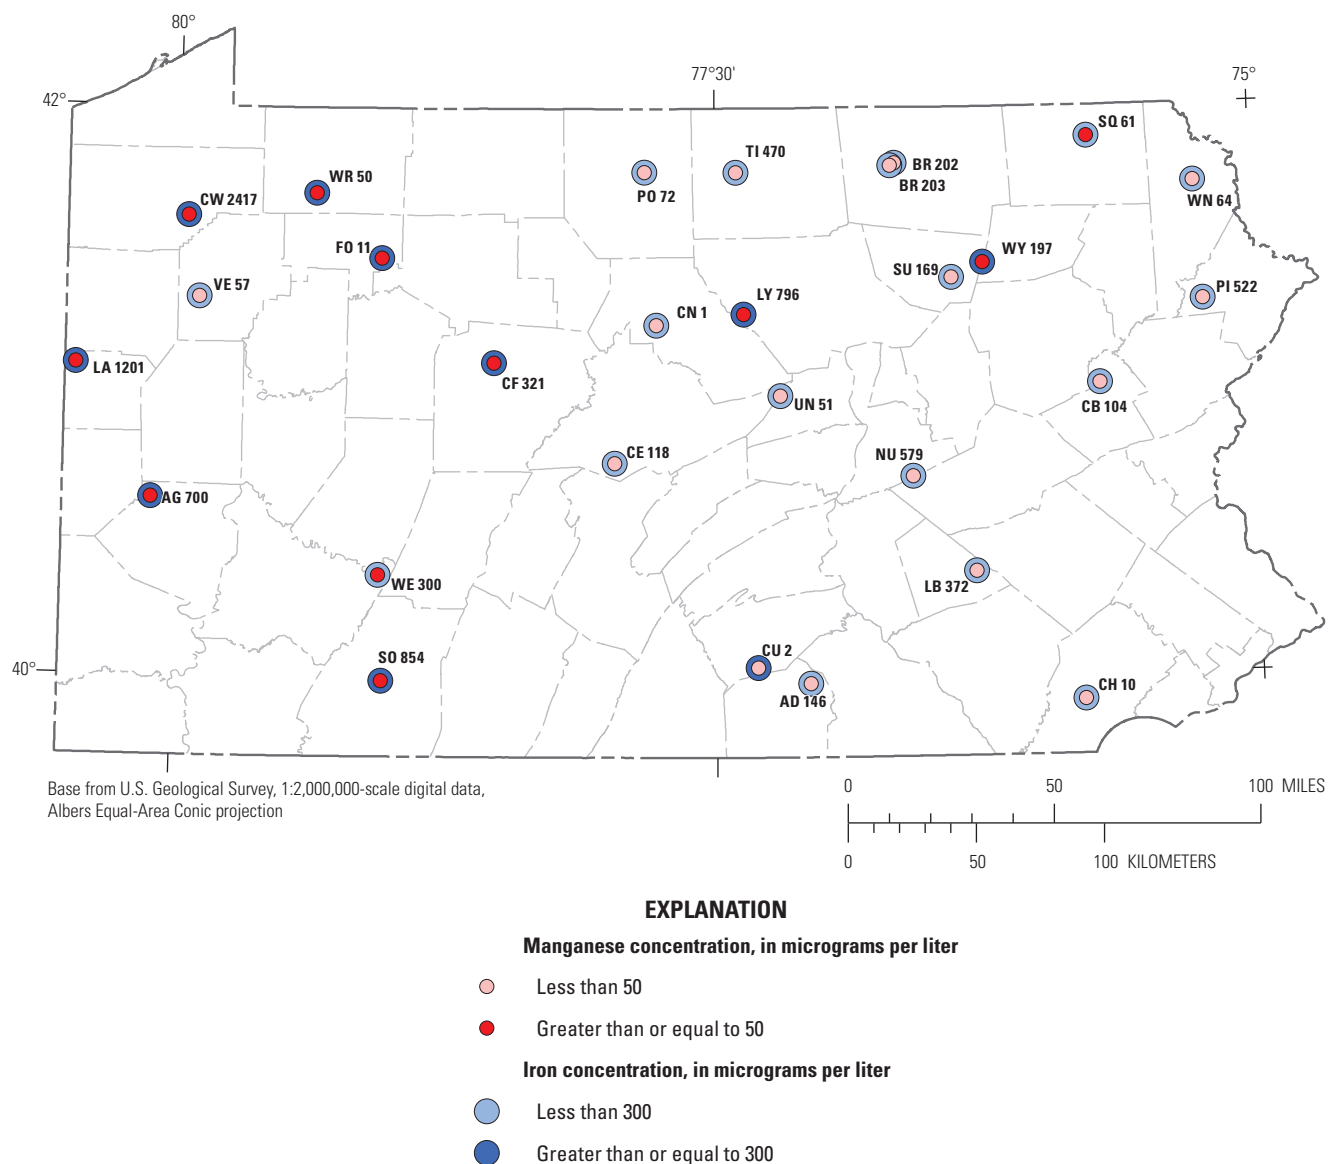 80°
77°30'
75°
42°
SQ 61
TI 470
BR 202
BR 203
WR 50
PO 72
WN 64
CW 2417
FO 11
WY 197
SU 169
VE 57
PI 522
LY 796
CN 1
LA 1201
CF 321
CB 104
UN 51
CE 118
NU 579
AG 700
WE 300
LB 372
SO 854
CU 2
40°
CH 10
AD 146
Base from U.S. Geological Survey, 1:2,000,000-scale digital data,
Albers Equal-Area Conic projection
0 50 100 MILES
0 50 100 KILOMETERS
EXPLANATION
Manganese concentration, in micrograms per liter
Less than 50
Greater than or equal to 50
Iron concentration, in micrograms per liter
Less than 300
Greater than or equal to 300